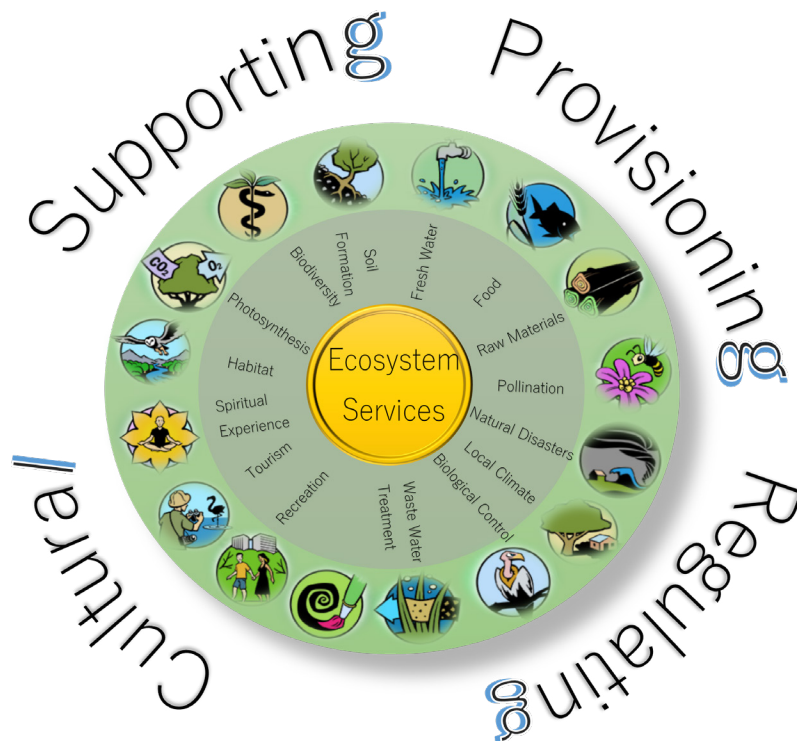 Supporting
Provisioning
Regulating
Cultural
Ecosystem
Services
Fresh Water
Food
Raw Materials
Pollination
Natural Disasters
Local Climate
Biological Control
Waste Water
Treatment
Recreation
Tourism
Spiritual
Experience
Habitat
Photosynthesis
Biodiversity
Soil
Formation
CO₂
O₂